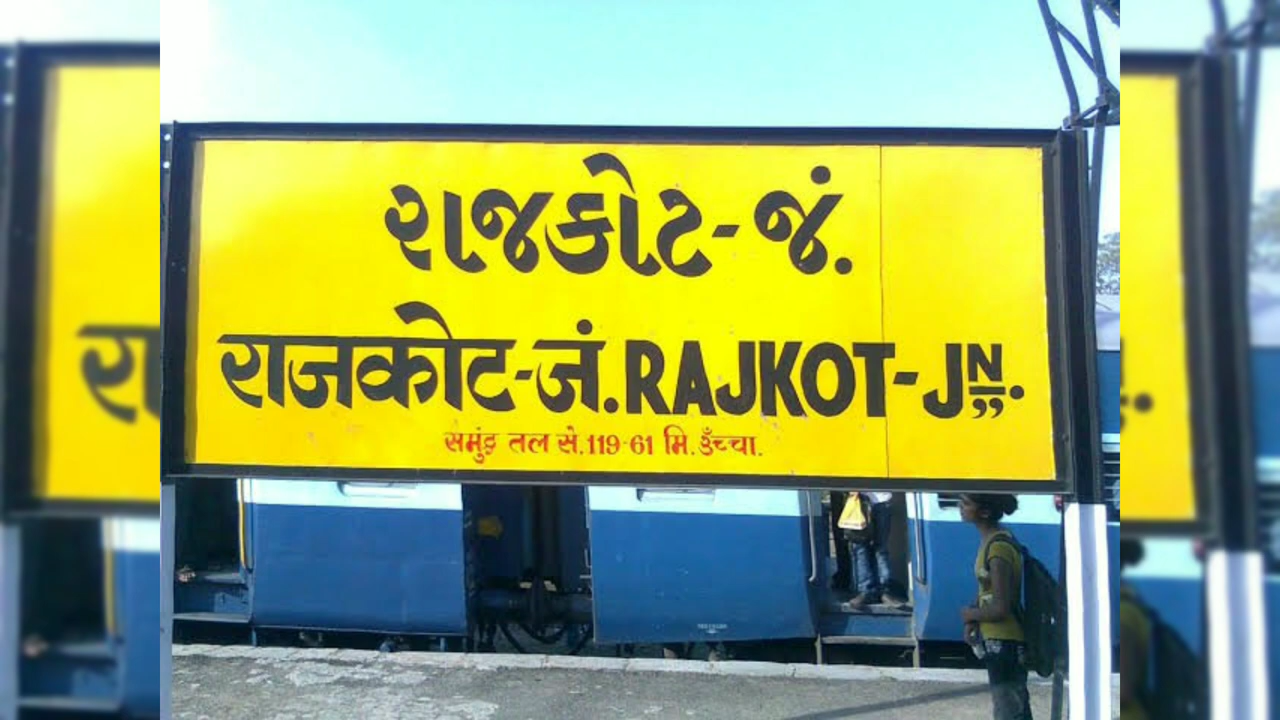 રાજકોટ-જં.
राजकोट-जं. RAJKOT-JN.
समुंद्र तल से. 119-61 मि. उँच्चा.